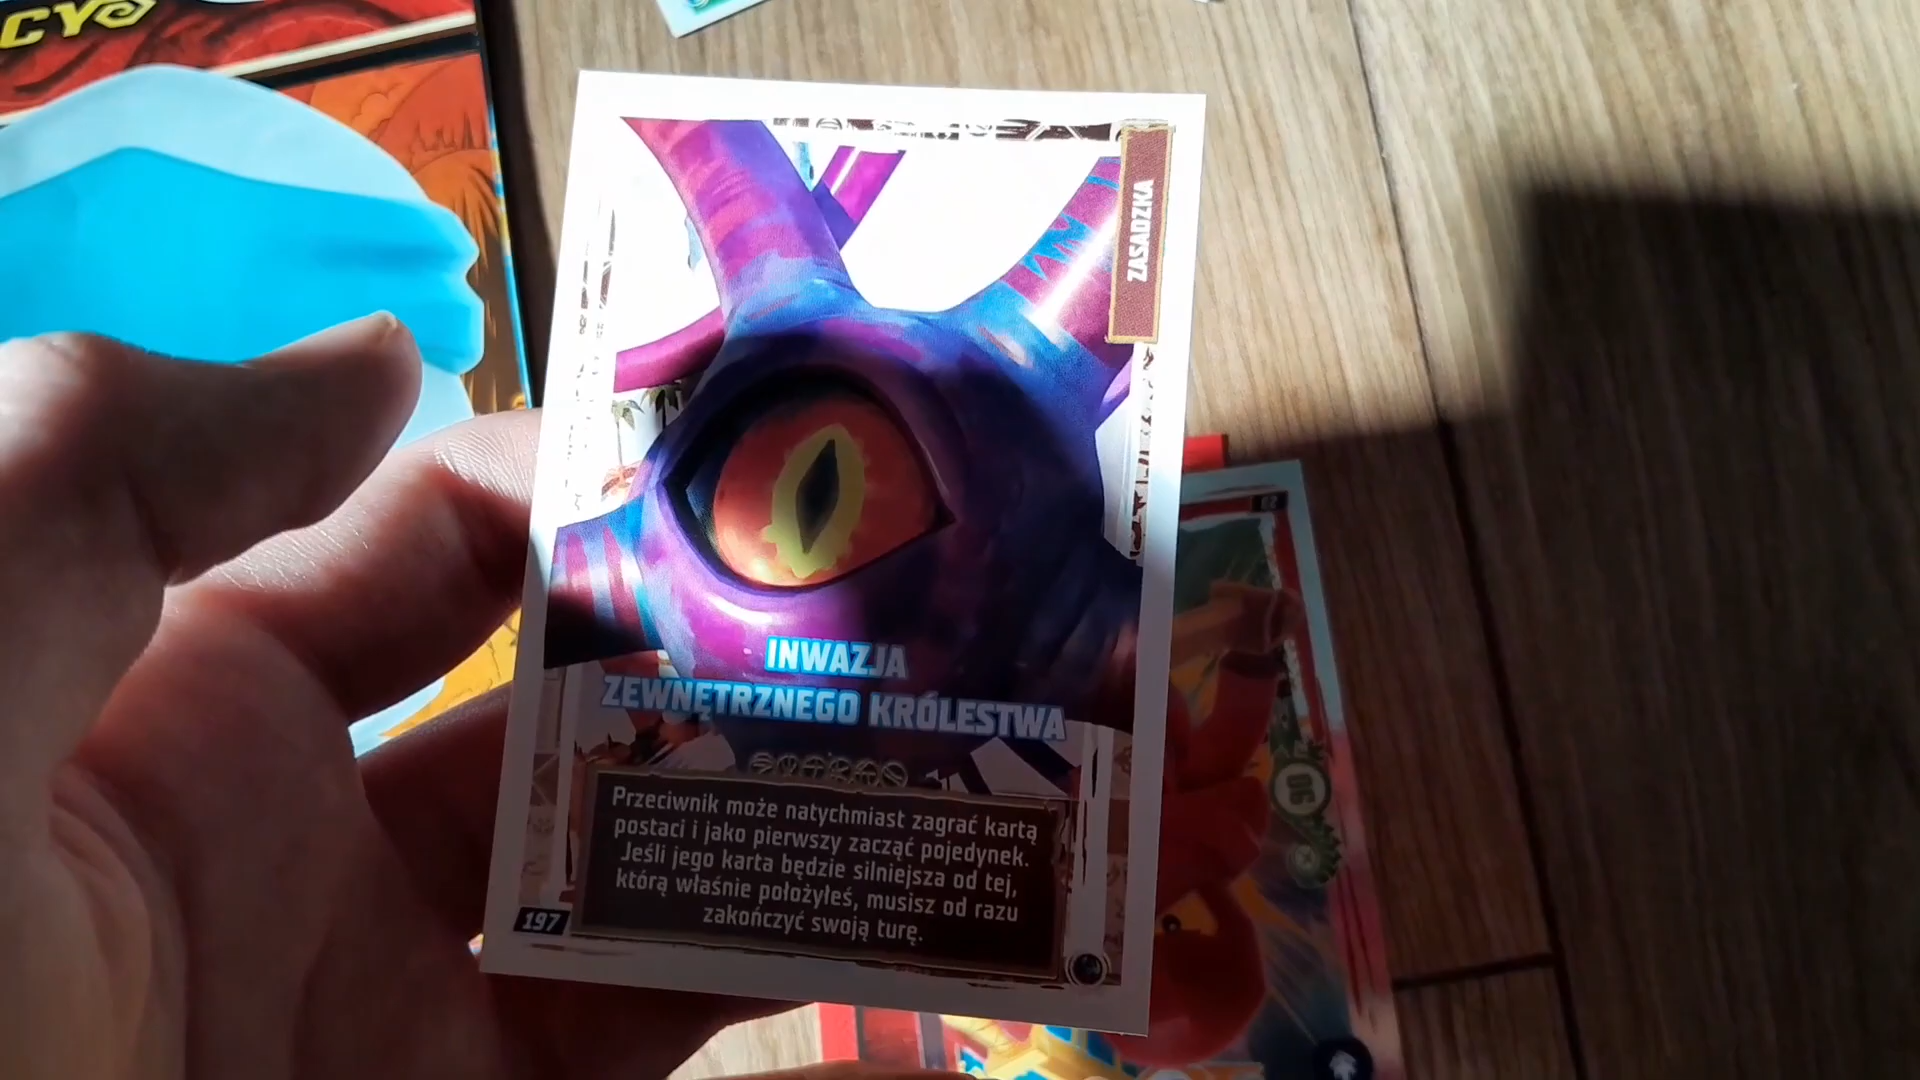 CY
ZASADZKA
INWAZJA
ZEWNĘTRZNEGO KRÓLESTWA
Przeciwnik może natychmiast zagrać kartą
postaci i jako pierwszy zacząć pojedynek.
Jeśli jego karta będzie silniejsza od tej,
którą właśnie położyłeś, musisz od razu
zakończyć swoją turę.
197